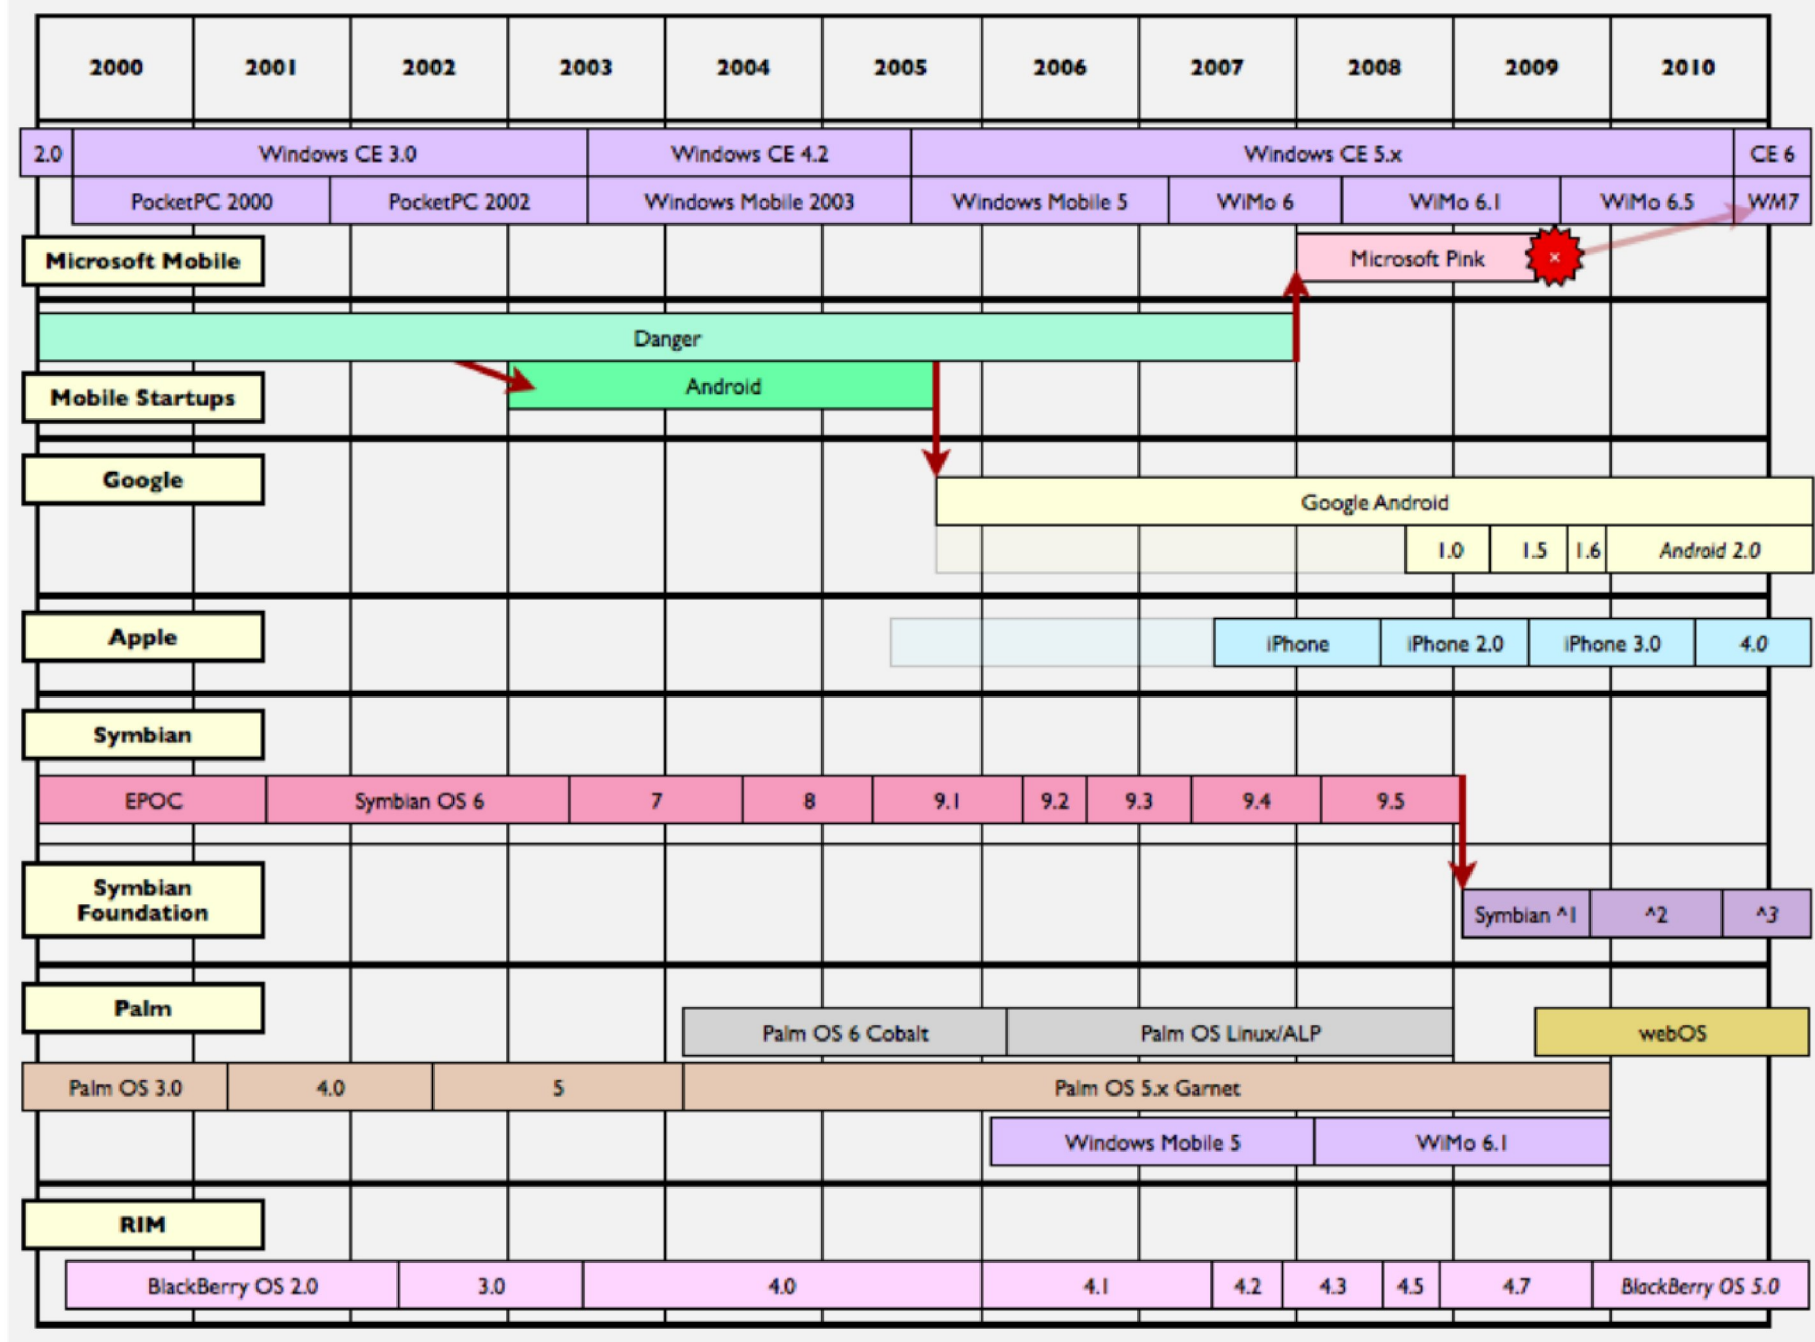 2000 2001 2002 2003 2004 2005 2006 2007 2008 2009 2010
2.0 Windows CE 3.0 Windows CE 4.2 Windows CE 5.x CE 6
PocketPC 2000 PocketPC 2002 Windows Mobile 2003 Windows Mobile 5 WiMo 6 WiMo 6.1 WiMo 6.5 WM7
Microsoft Mobile Microsoft Pink x
Danger
Android
Mobile Startups
Google
Google Android
1.0 1.5 1.6 Android 2.0
Apple iPhone iPhone 2.0 iPhone 3.0 4.0
Symbian
EPOC Symbian OS 6 7 8 9.1 9.2 9.3 9.4 9.5
Symbian
Foundation
Symbian ^1 ^2 ^3
Palm
Palm OS 6 Cobalt Palm OS Linux/ALP webOS
Palm OS 3.0 4.0 5 Palm OS 5.x Garnet
Windows Mobile 5 WiMo 6.1
RIM
BlackBerry OS 2.0 3.0 4.0 4.1 4.2 4.3 4.5 4.7 BlackBerry OS 5.0